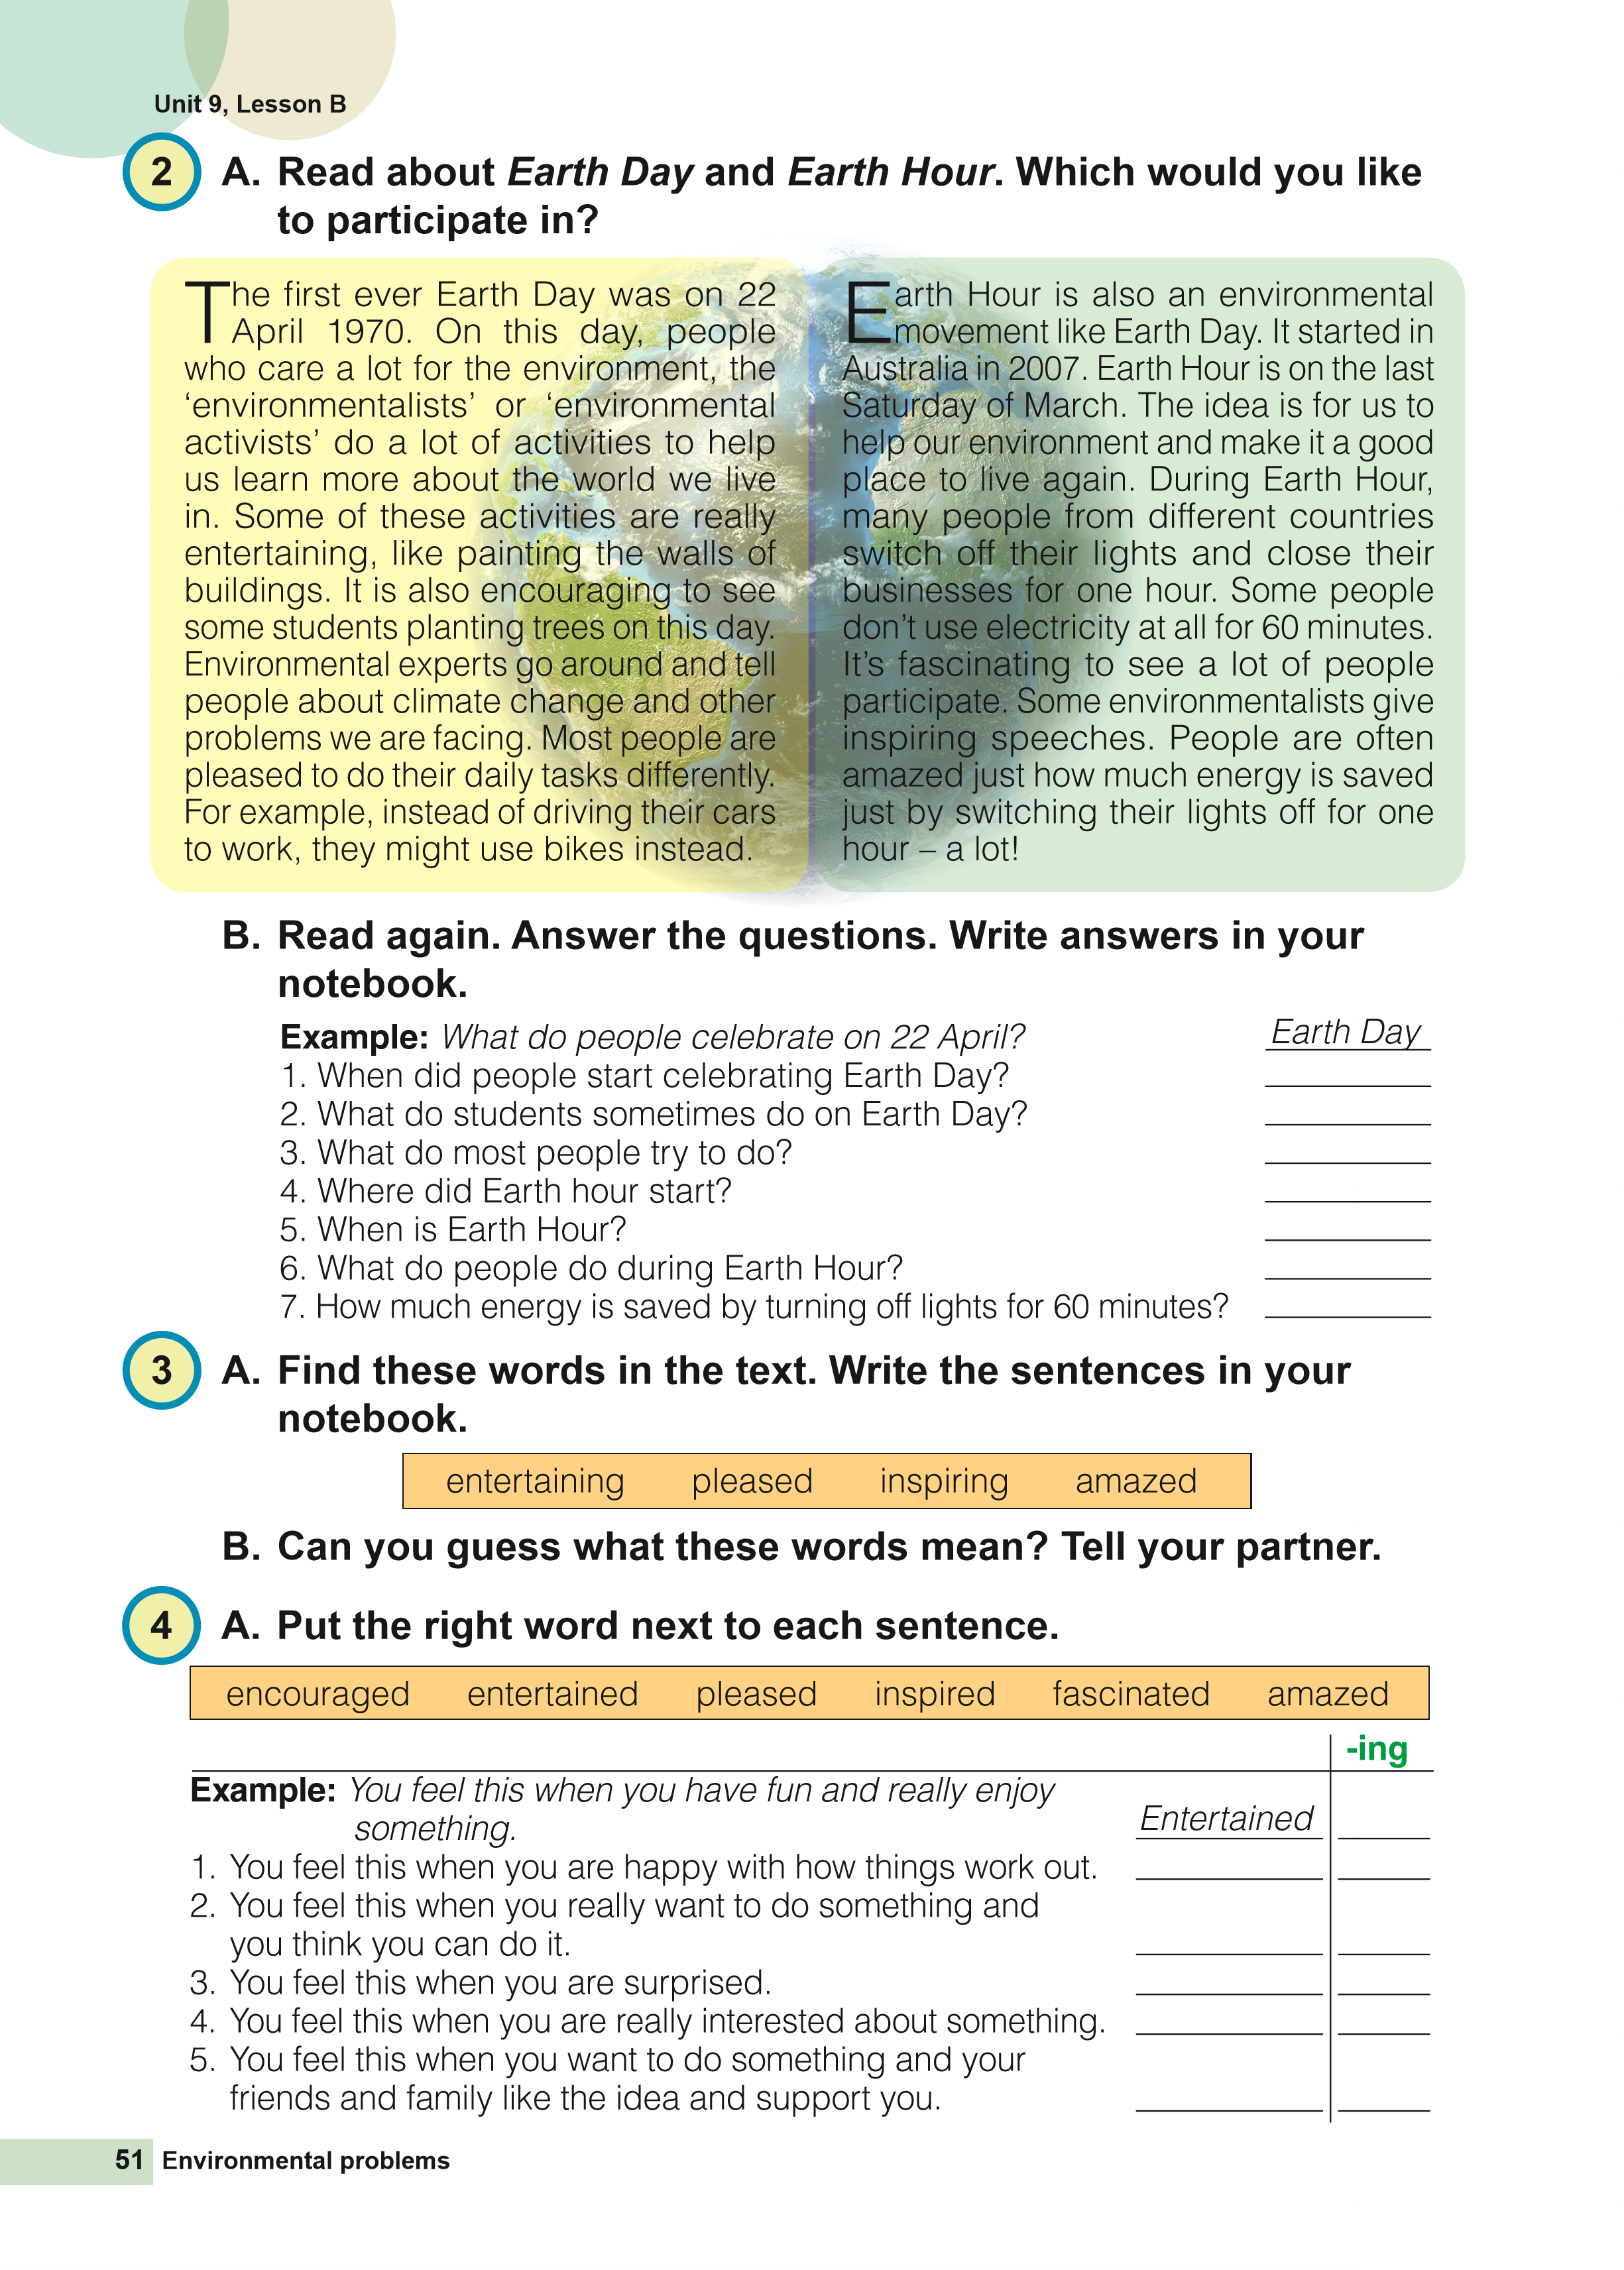 Unit 9, Lesson B
2 A. Read about Earth Day and Earth Hour. Which would you like
to participate in?
The first ever Earth Day was on 22
April 1970. On this day, people
who care a lot for the environment, the
‘environmentalists’ or ‘environmental
activists’ do a lot of activities to help
us learn more about the world we live
in. Some of these activities are really
entertaining, like painting the walls of
buildings. It is also encouraging to see
some students planting trees on this day.
Environmental experts go around and tell
people about climate change and other
problems we are facing. Most people are
pleased to do their daily tasks differently.
For example, instead of driving their cars
to work, they might use bikes instead.
Earth Hour is also an environmental
movement like Earth Day. It started in
Australia in 2007. Earth Hour is on the last
Saturday of March. The idea is for us to
help our environment and make it a good
place to live again. During Earth Hour,
many people from different countries
switch off their lights and close their
businesses for one hour. Some people
don’t use electricity at all for 60 minutes.
It’s fascinating to see a lot of people
participate. Some environmentalists give
inspiring speeches. People are often
amazed just how much energy is saved
just by switching their lights off for one
hour – a lot!
B. Read again. Answer the questions. Write answers in your
notebook.
Example: What do people celebrate on 22 April? Earth Day
1. When did people start celebrating Earth Day?
2. What do students sometimes do on Earth Day?
3. What do most people try to do?
4. Where did Earth hour start?
5. When is Earth Hour?
6. What do people do during Earth Hour?
7. How much energy is saved by turning off lights for 60 minutes?
3 A. Find these words in the text. Write the sentences in your
notebook.
entertaining pleased inspiring amazed
B. Can you guess what these words mean? Tell your partner.
4 A. Put the right word next to each sentence.
encouraged entertained pleased inspired fascinated amazed
-ing
Example: You feel this when you have fun and really enjoy
something. Entertained
1. You feel this when you are happy with how things work out.
2. You feel this when you really want to do something and
you think you can do it.
3. You feel this when you are surprised.
4. You feel this when you are really interested about something.
5. You feel this when you want to do something and your
friends and family like the idea and support you.
51 Environmental problems